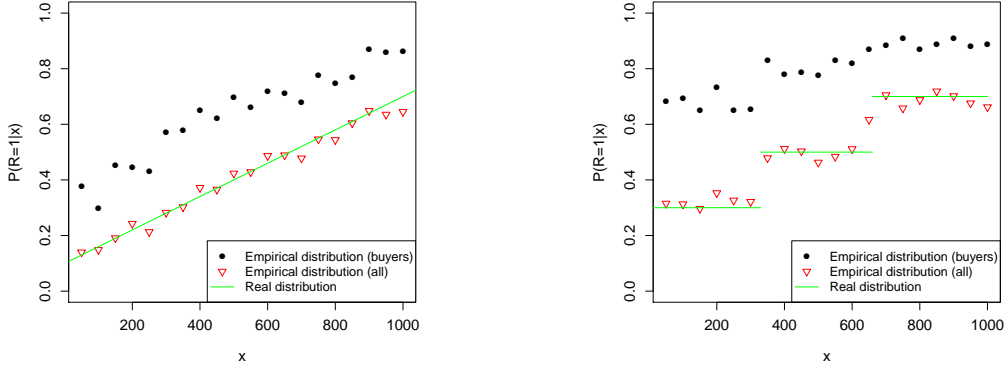 1.0
0.8
0.6
0.4
0.2
0.0
P(R=1|x)
Empirical distribution (buyers)
Empirical distribution (all)
Real distribution
200 400 600 800 1000
x
1.0
0.8
0.6
0.4
0.2
0.0
P(R=1|x)
Empirical distribution (buyers)
Empirical distribution (all)
Real distribution
200 400 600 800 1000
x